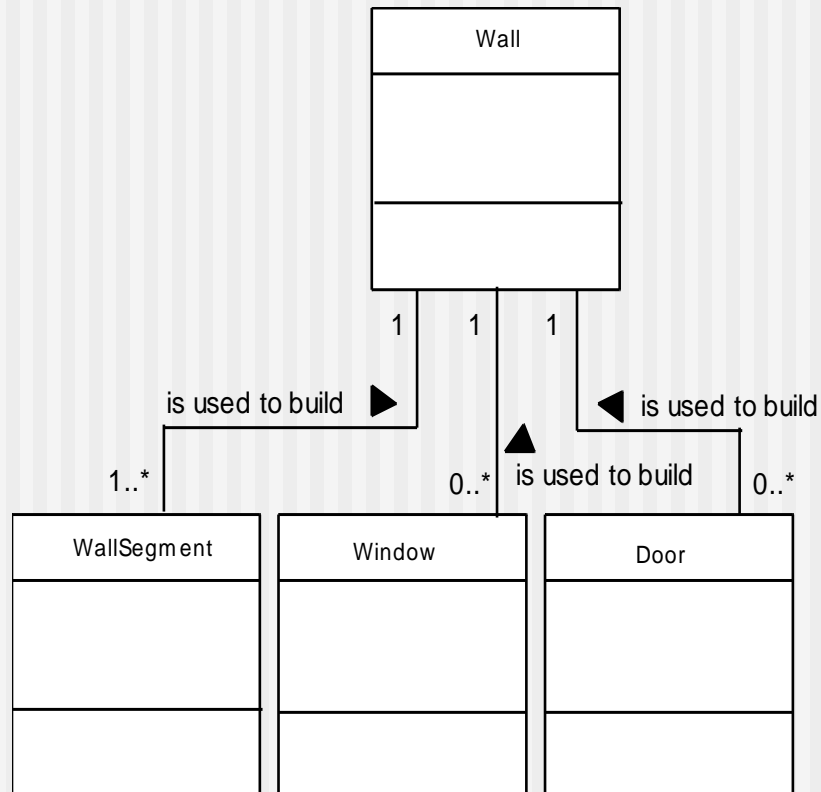 Wall
1 1 1
is used to build
is used to build
is used to build
1..*
0..*
0..*
WallSegment
Window
Door